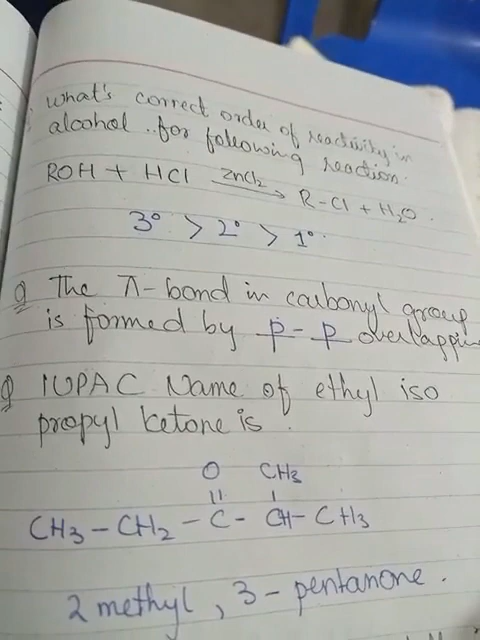 what's correct order of reactivity in
alcohol .. for following reaction.
ROH + HCl ZnCl2 → R-Cl + H2O.
3° > 2° > 1°.
Q The π-bond in carbonyl group
is formed by p-p overlappin
Q IUPAC Name of ethyl iso
propyl ketone is.
O CH3
|| |
CH3 - CH2 - C - CH - CH3
2 methyl, 3-pentanone.